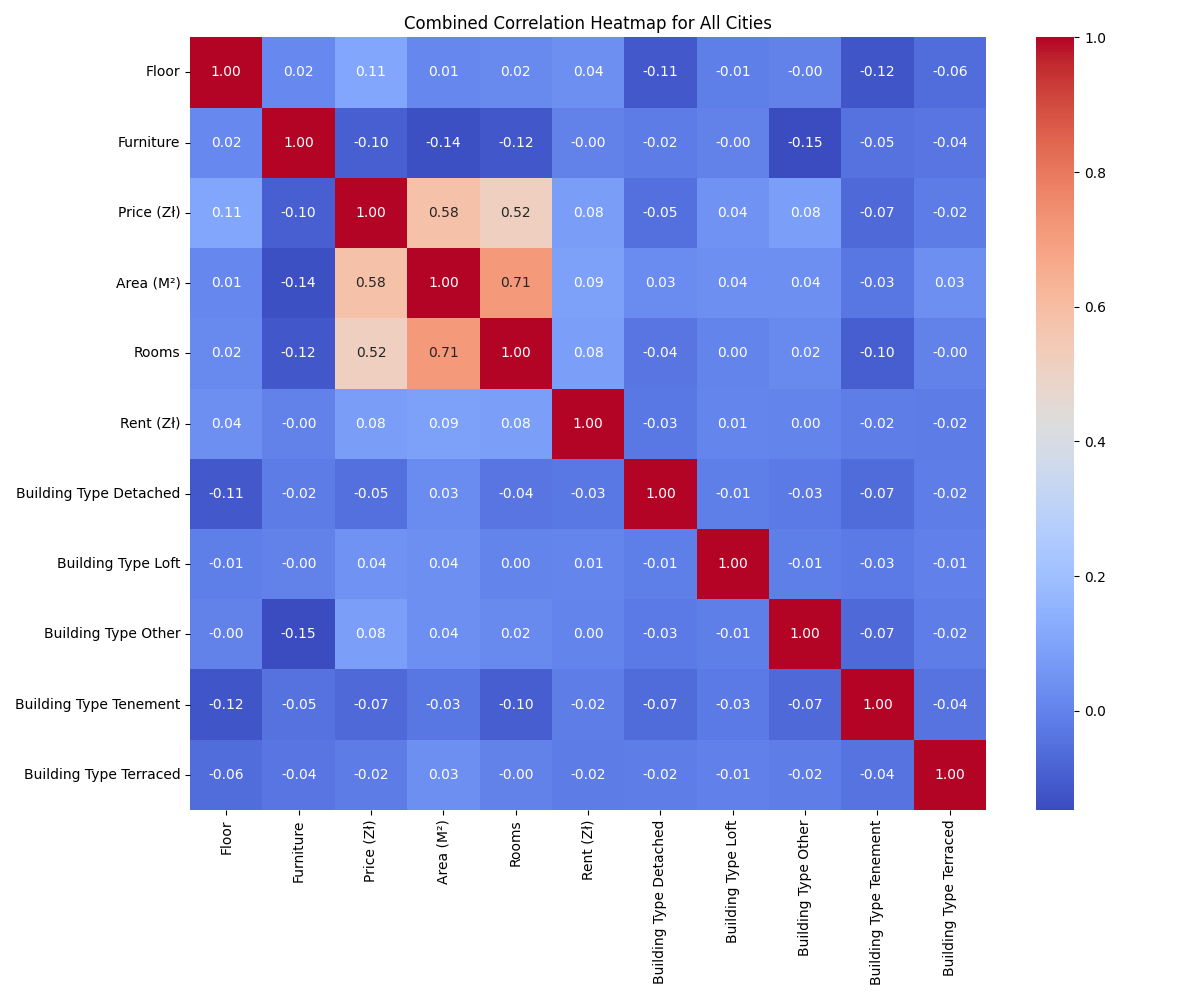 Combined Correlation Heatmap for All Cities
Floor 1.00 0.02 0.11 0.01 0.02 0.04 -0.11 -0.01 -0.00 -0.12 -0.06
Furniture 0.02 1.00 -0.10 -0.14 -0.12 -0.00 -0.02 -0.00 -0.15 -0.05 -0.04
Price (Zł) 0.11 -0.10 1.00 0.58 0.52 0.08 -0.05 0.04 0.08 -0.07 -0.02
Area (M²) 0.01 -0.14 0.58 1.00 0.71 0.09 0.03 0.04 0.04 -0.03 0.03
Rooms 0.02 -0.12 0.52 0.71 1.00 0.08 -0.04 0.00 0.02 -0.10 -0.00
Rent (Zł) 0.04 -0.00 0.08 0.09 0.08 1.00 -0.03 0.01 0.00 -0.02 -0.02
Building Type Detached -0.11 -0.02 -0.05 0.03 -0.04 -0.03 1.00 -0.01 -0.03 -0.07 -0.02
Building Type Loft -0.01 -0.00 0.04 0.04 0.00 0.01 -0.01 1.00 -0.01 -0.03 -0.01
Building Type Other -0.00 -0.15 0.08 0.04 0.02 0.00 -0.03 -0.01 1.00 -0.07 -0.02
Building Type Tenement -0.12 -0.05 -0.07 -0.03 -0.10 -0.02 -0.07 -0.03 -0.07 1.00 -0.04
Building Type Terraced -0.06 -0.04 -0.02 0.03 -0.00 -0.02 -0.02 -0.01 -0.02 -0.04 1.00
Floor
Furniture
Price (Zł)
Area (M²)
Rooms
Rent (Zł)
Building Type Detached
Building Type Loft
Building Type Other
Building Type Tenement
Building Type Terraced
1.0
0.8
0.6
0.4
0.2
0.0